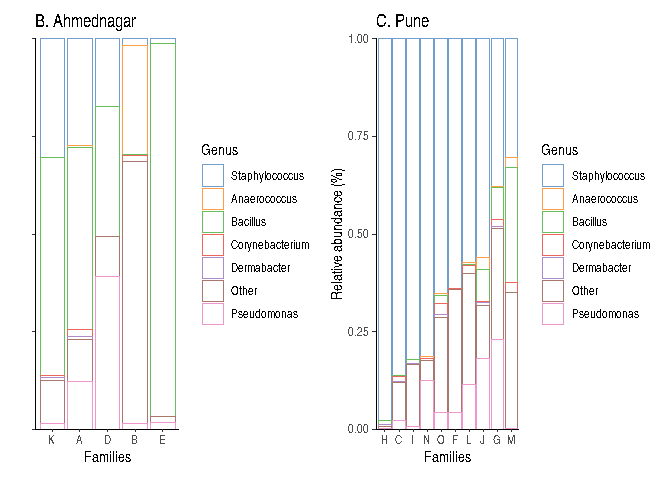 B. Ahmednagar
Genus
Staphylococcus
Anaerococcus
Bacillus
Corynebacterium
Dermabacter
Other
Pseudomonas
K A D B E
Families
C. Pune
Relative abundance (%)
1.00
0.75
0.50
0.25
0.00
H C I N O F L J G M
Families
Genus
Staphylococcus
Anaerococcus
Bacillus
Corynebacterium
Dermabacter
Other
Pseudomonas